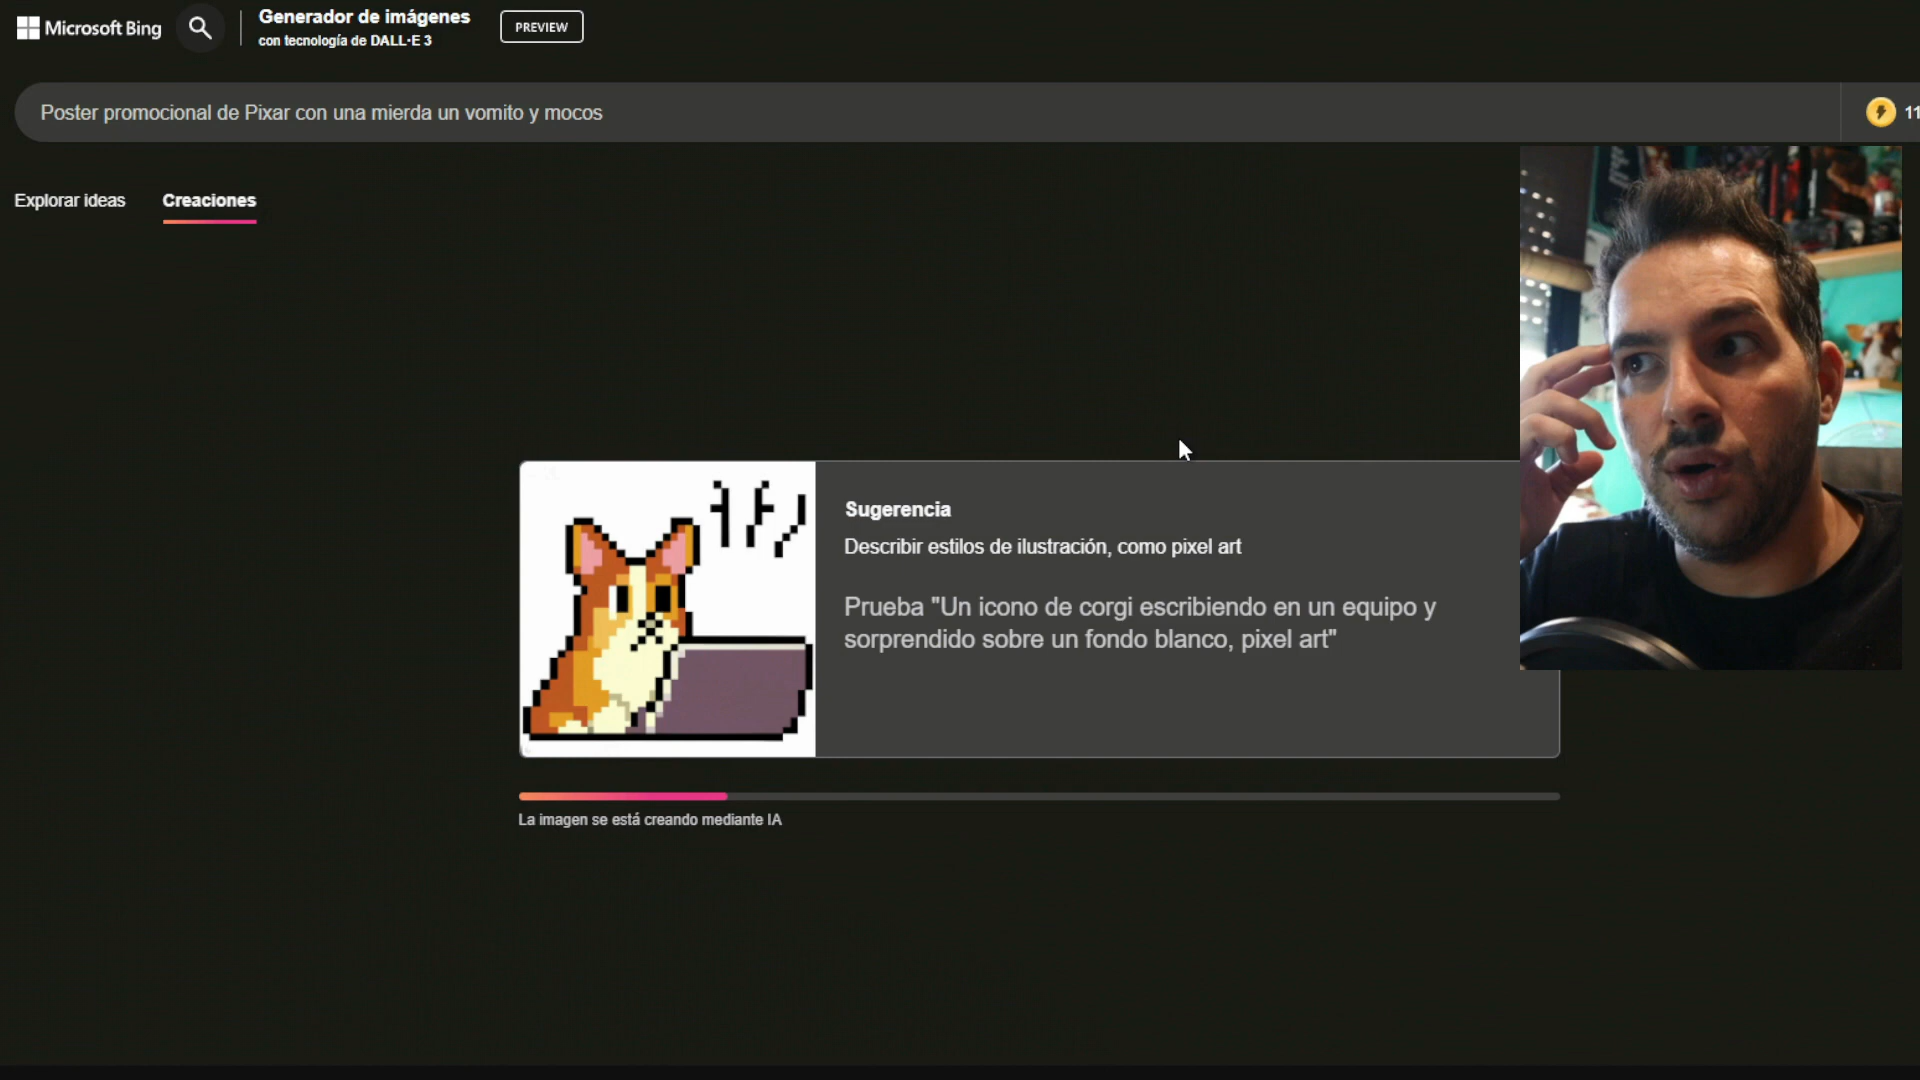 Microsoft Bing
Generador de imágenes
con tecnología de DALL·E 3
PREVIEW
Poster promocional de Pixar con una mierda un vomito y mocos
11
Explorar ideas
Creaciones
Sugerencia
Describir estilos de ilustración, como pixel art
Prueba "Un icono de corgi escribiendo en un equipo y
sorprendido sobre un fondo blanco, pixel art"
La imagen se está creando mediante IA